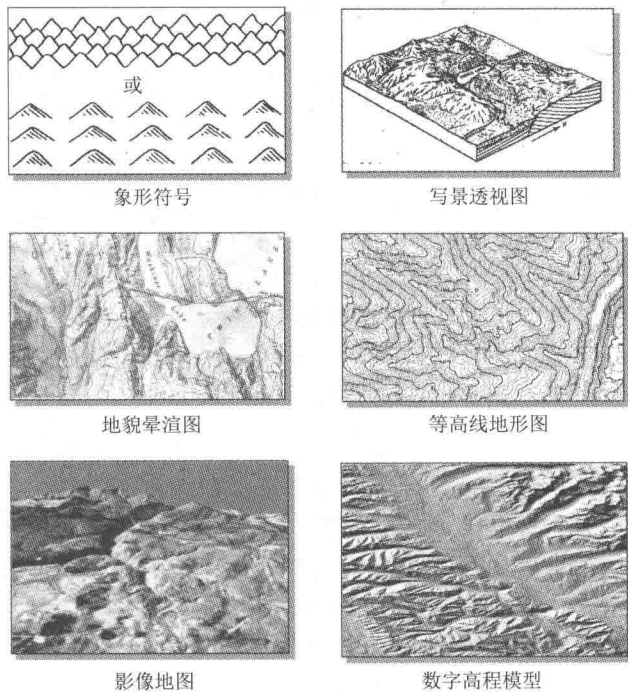 或
象形符号
写景透视图
地貌晕渲图
等高线地形图
影像地图
数字高程模型